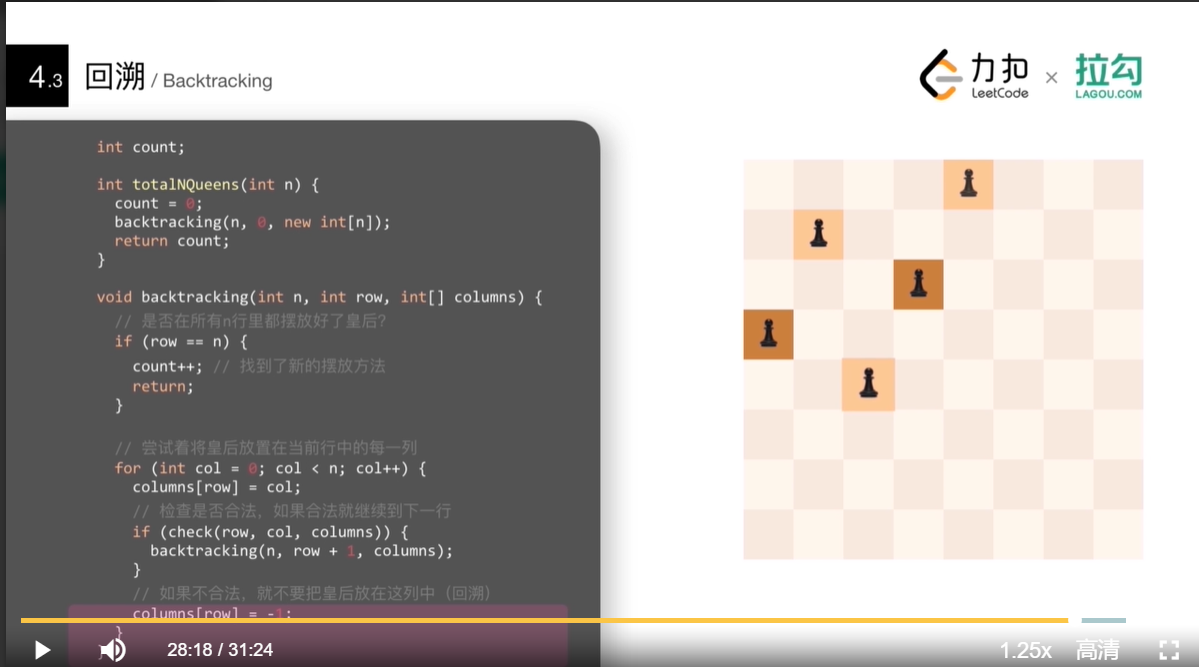 4.3 回溯 / Backtracking
力扣
LeetCode
×
拉勾
LAGOU.COM
int count;
int totalNQueens(int n) {
count = 0;
backtracking(n, 0, new int[n]);
return count;
}
void backtracking(int n, int row, int[] columns) {
// 是否在所有n行里都摆放好了皇后?
if (row == n) {
count++; // 找到了新的摆放方法
return;
}
// 尝试着将皇后放置在当前行中的每一列
for (int col = 0; col < n; col++) {
columns[row] = col;
// 检查是否合法，如果合法就继续到下一行
if (check(row, col, columns)) {
backtracking(n, row + 1, columns);
}
// 如果不合法，就不要把皇后放在这列中（回溯）
columns[row] = -1;
}
28:18 / 31:24
1.25x
高清